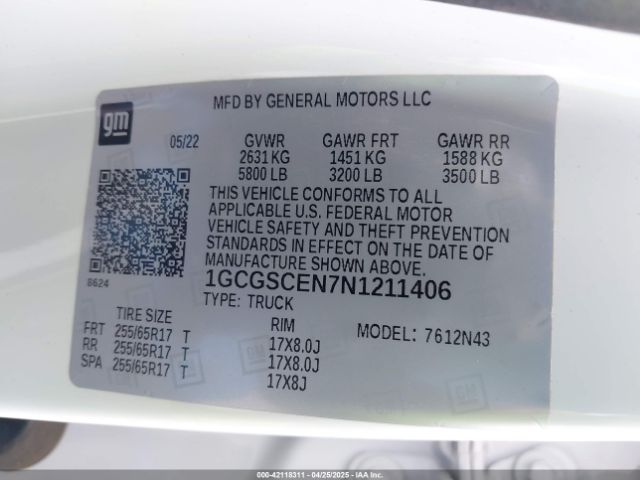 MFD BY GENERAL MOTORS LLC
gm
05/22 GVWR GAWR FRT GAWR RR
2631 KG 1451 KG 1588 KG
5800 LB 3200 LB 3500 LB
THIS VEHICLE CONFORMS TO ALL
APPLICABLE U.S. FEDERAL MOTOR
VEHICLE SAFETY AND THEFT PREVENTION
STANDARDS IN EFFECT ON THE DATE OF
MANUFACTURE SHOWN ABOVE.
8624
1GCGSCEN7N1211406
TYPE: TRUCK
TIRE SIZE RIM MODEL: 7612N43
FRT 255/65R17 T 17X8.0J
RR 255/65R17 T 17X8.0J
SPA 255/65R17 T 17X8J
000-42118311 - 04/25/2025 - IAA Inc.